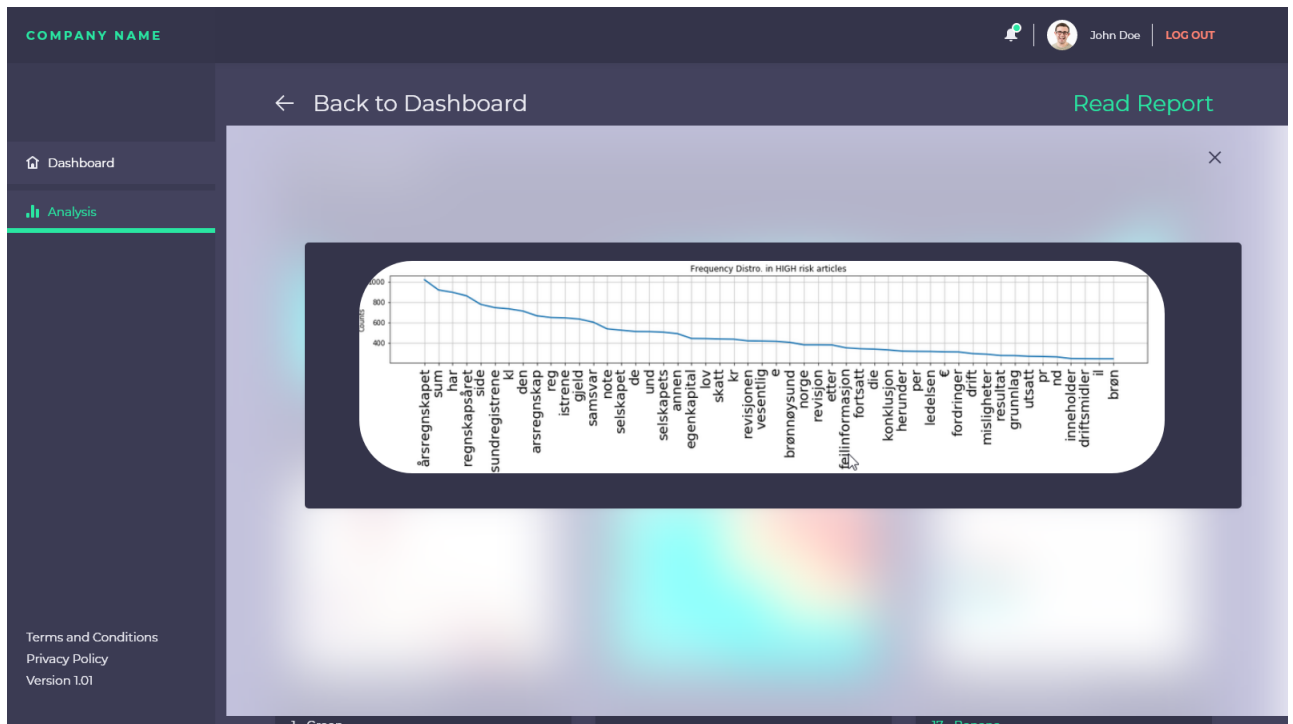 COMPANY NAME
John Doe
LOG OUT
Back to Dashboard
Read Report
Dashboard
Analysis
Frequency Distro. in HIGH risk articles
Counts
1000
800
600
400
årsregnskapet
sum
har
regnskapsåret
side
sundregistrene
kl
den
arsregnskap
reg
istrene
gjeld
samsvar
note
selskapet
de
und
selskapets
annen
egenkapital
lov
skatt
kr
revisjonen
vesentlig
e
brønnøysund
norge
revisjon
etter
feilinformasjon
fortsatt
die
konklusjon
herunder
per
ledelsen
€
fordringer
drift
misligheter
resultat
grunnlag
utsatt
pr
nd
inneholder
driftsmidler
il
brøn
Terms and Conditions
Privacy Policy
Version 1.01